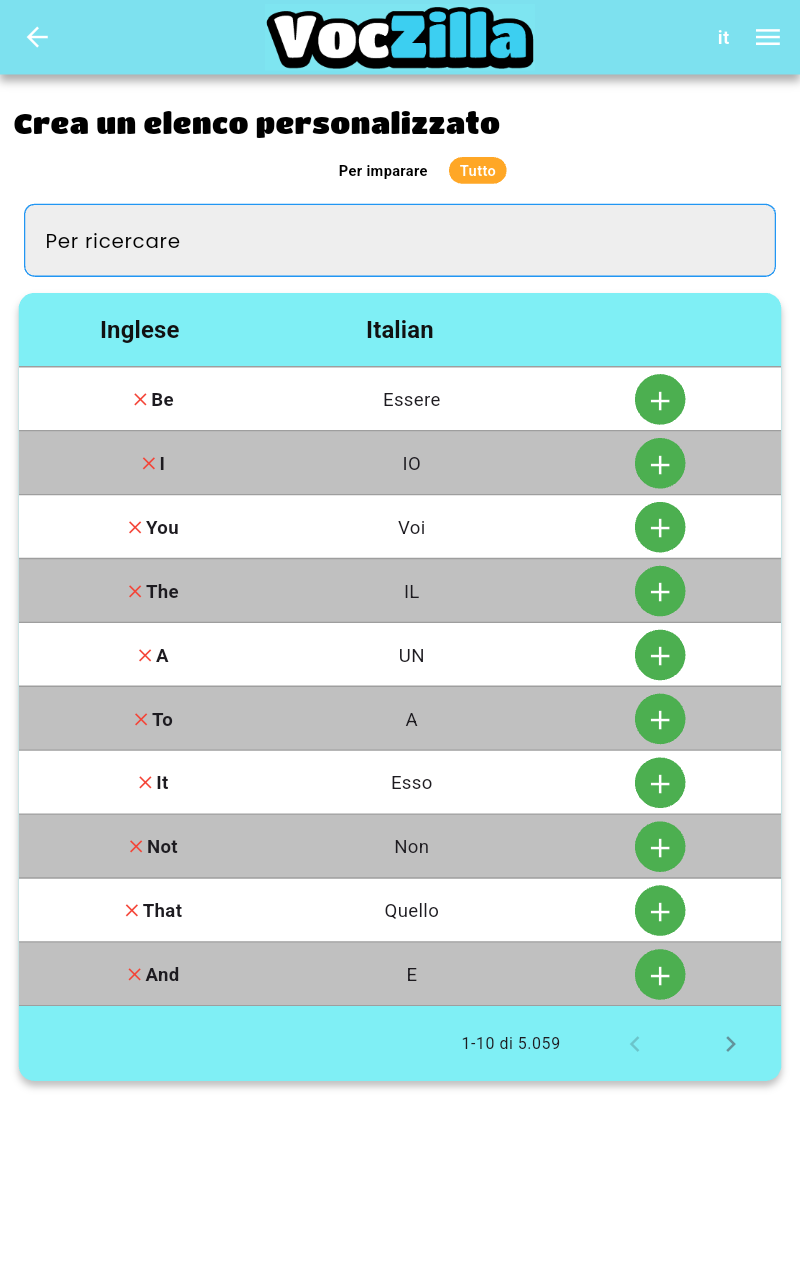 VocZilla
it
Crea un elenco personalizzato
Per imparare Tutto
Per ricercare
Inglese Italian
Be Essere
I IO
You Voi
The IL
A UN
To A
It Esso
Not Non
That Quello
And E
1-10 di 5.059